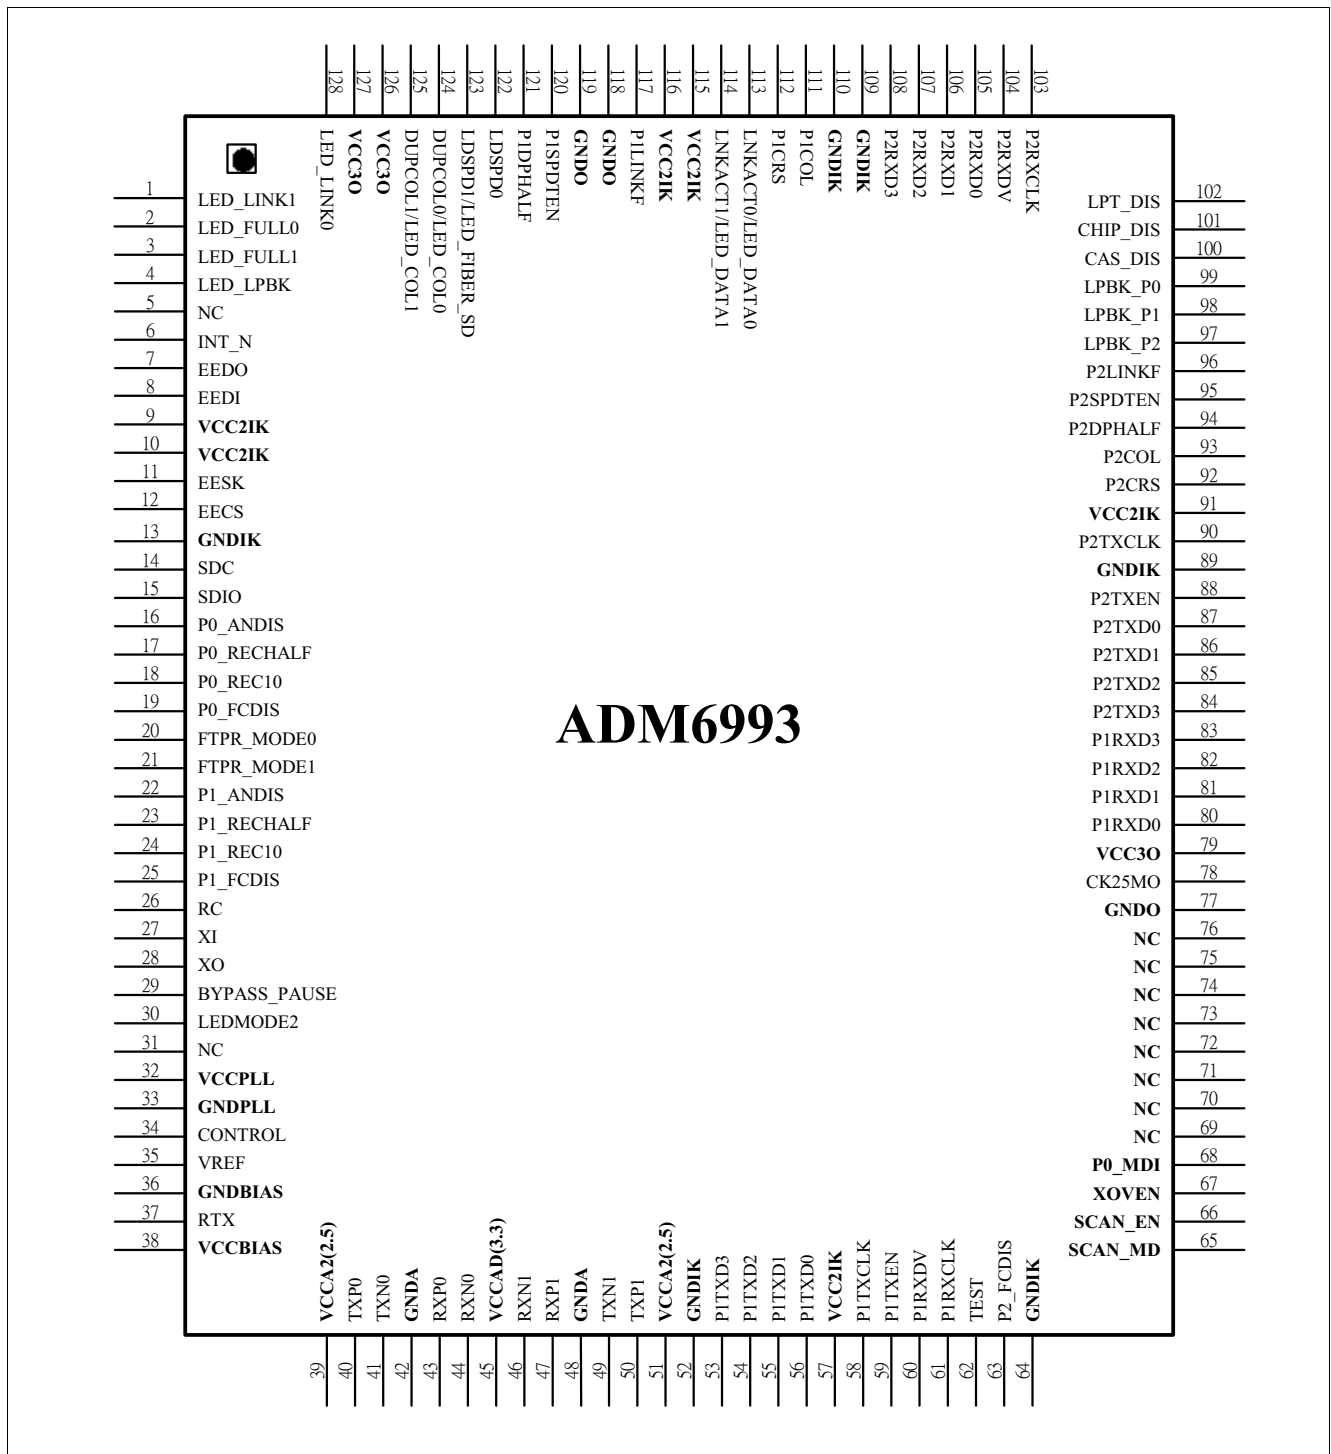 128
127
126
125
124
123
122
121
120
119
118
117
116
115
114
113
112
111
110
109
108
107
106
105
104
103
LED_LINK0
VCC3O
VCC3O
DUPCOL1/LED_COL1
DUPCOL0/LED_COL0
LDSPD1/LED_FIBER_SD
LDSPD0
P1DPHALF
P1SPDTEN
GNDO
GNDO
P1LINKF
VCC2IK
VCC2IK
LNKACT1/LED_DATA1
LNKACT0/LED_DATA0
P1CRS
P1COL
GNDIK
GNDIK
P2RXD3
P2RXD2
P2RXD1
P2RXD0
P2RXDV
P2RXCLK
1 LED_LINK1
2 LED_FULL0
3 LED_FULL1
4 LED_LPBK
5 NC
6 INT_N
7 EEDO
8 EEDI
9 VCC2IK
10 VCC2IK
11 EESK
12 EECS
13 GNDIK
14 SDC
15 SDIO
16 P0_ANDIS
17 P0_RECHALF
18 P0_REC10
19 P0_FCDIS
20 FTPR_MODE0
21 FTPR_MODE1
22 P1_ANDIS
23 P1_RECHALF
24 P1_REC10
25 P1_FCDIS
26 RC
27 XI
28 XO
29 BYPASS_PAUSE
30 LEDMODE2
31 NC
32 VCCPLL
33 GNDPLL
34 CONTROL
35 VREF
36 GNDBIAS
37 RTX
38 VCCBIAS
ADM6993
LPT_DIS 102
CHIP_DIS 101
CAS_DIS 100
LPBK_P0 99
LPBK_P1 98
LPBK_P2 97
P2LINKF 96
P2SPDTEN 95
P2DPHALF 94
P2COL 93
P2CRS 92
VCC2IK 91
P2TXCLK 90
GNDIK 89
P2TXEN 88
P2TXD0 87
P2TXD1 86
P2TXD2 85
P2TXD3 84
P1RXD3 83
P1RXD2 82
P1RXD1 81
P1RXD0 80
VCC3O 79
CK25MO 78
GNDO 77
NC 76
NC 75
NC 74
NC 73
NC 72
NC 71
NC 70
NC 69
P0_MDI 68
XOVEN 67
SCAN_EN 66
SCAN_MD 65
VCCA2(2.5)
TXP0
TXN0
GNDA
RXP0
RXN0
VCCAD(3.3)
RXN1
RXP1
GNDA
TXN1
TXP1
VCCA2(2.5)
GNDIK
P1TXD3
P1TXD2
P1TXD1
P1TXD0
VCC2IK
P1TXCLK
P1TXEN
P1RXDV
P1RXCLK
TEST
P2_FCDIS
GNDIK
39
40
41
42
43
44
45
46
47
48
49
50
51
52
53
54
55
56
57
58
59
60
61
62
63
64